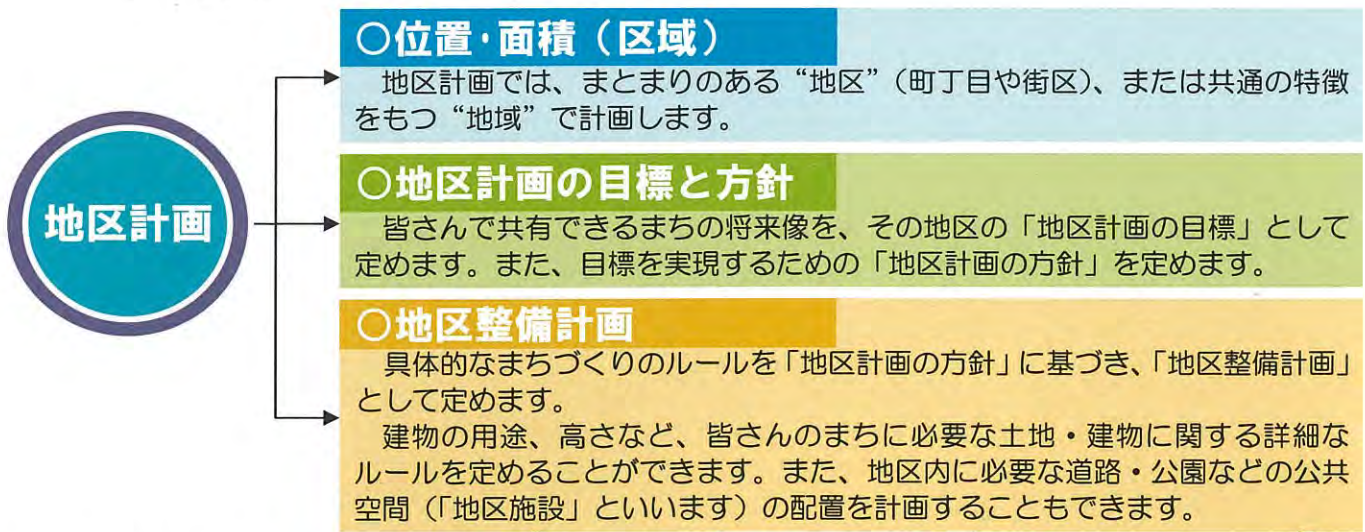 地区計画
○位置・面積（区域）
地区計画では、まとまりのある“地区”（町丁目や街区）、または共通の特徴
をもつ“地域”で計画します。
○地区計画の目標と方針
皆さんで共有できるまちの将来像を、その地区の「地区計画の目標」として
定めます。また、目標を実現するための「地区計画の方針」を定めます。
○地区整備計画
具体的なまちづくりのルールを「地区計画の方針」に基づき、「地区整備計画」
として定めます。
建物の用途、高さなど、皆さんのまちに必要な土地・建物に関する詳細な
ルールを定めることができます。また、地区内に必要な道路・公園などの公共
空間（「地区施設」といいます）の配置を計画することもできます。